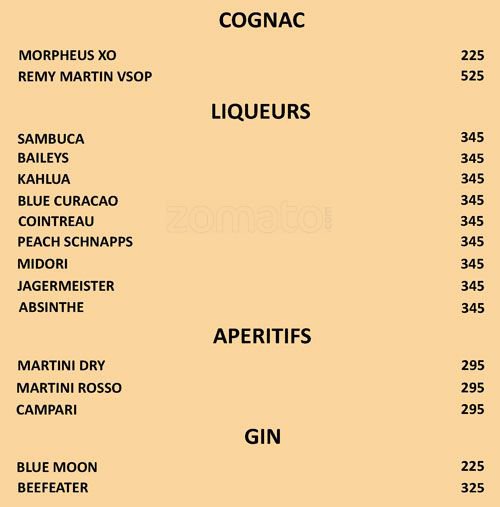 COGNAC
MORPHEUS XO 225
REMY MARTIN VSOP 525
LIQUEURS
SAMBUCA 345
BAILEYS 345
KAHLUA 345
BLUE CURACAO 345
COINTREAU 345
PEACH SCHNAPPS 345
MIDORI 345
JAGERMEISTER 345
ABSINTHE 345
zomato.com
APERITIFS
MARTINI DRY 295
MARTINI ROSSO 295
CAMPARI 295
GIN
BLUE MOON 225
BEEFEATER 325